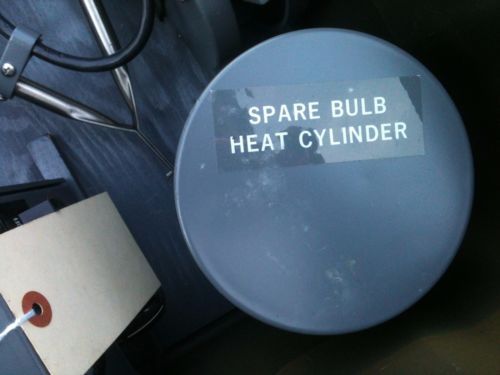 SPARE BULB
HEAT CYLINDER